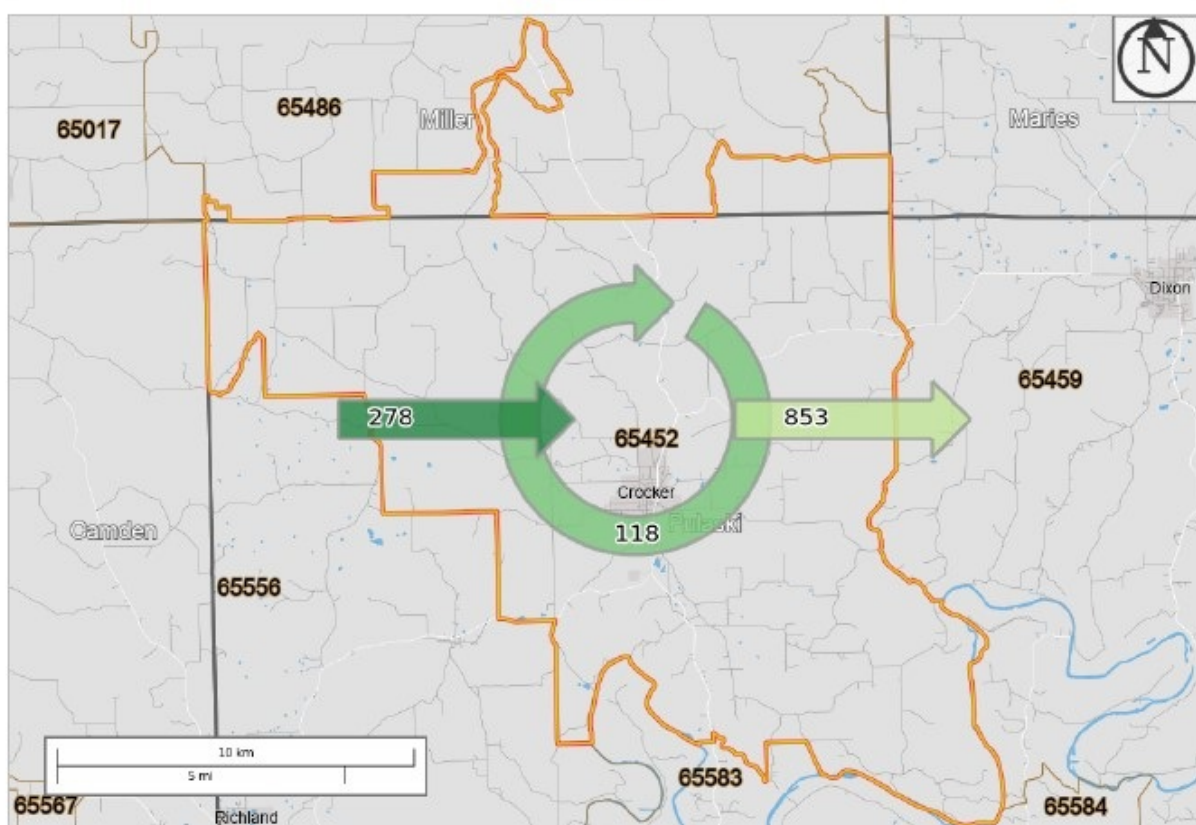 N
65486
Miller
Maries
65017
Dixon
65459
278
853
65452
Crocker
118
Pulaski
Camden
65556
10 km
5 mi
65583
65567
65584
Richland